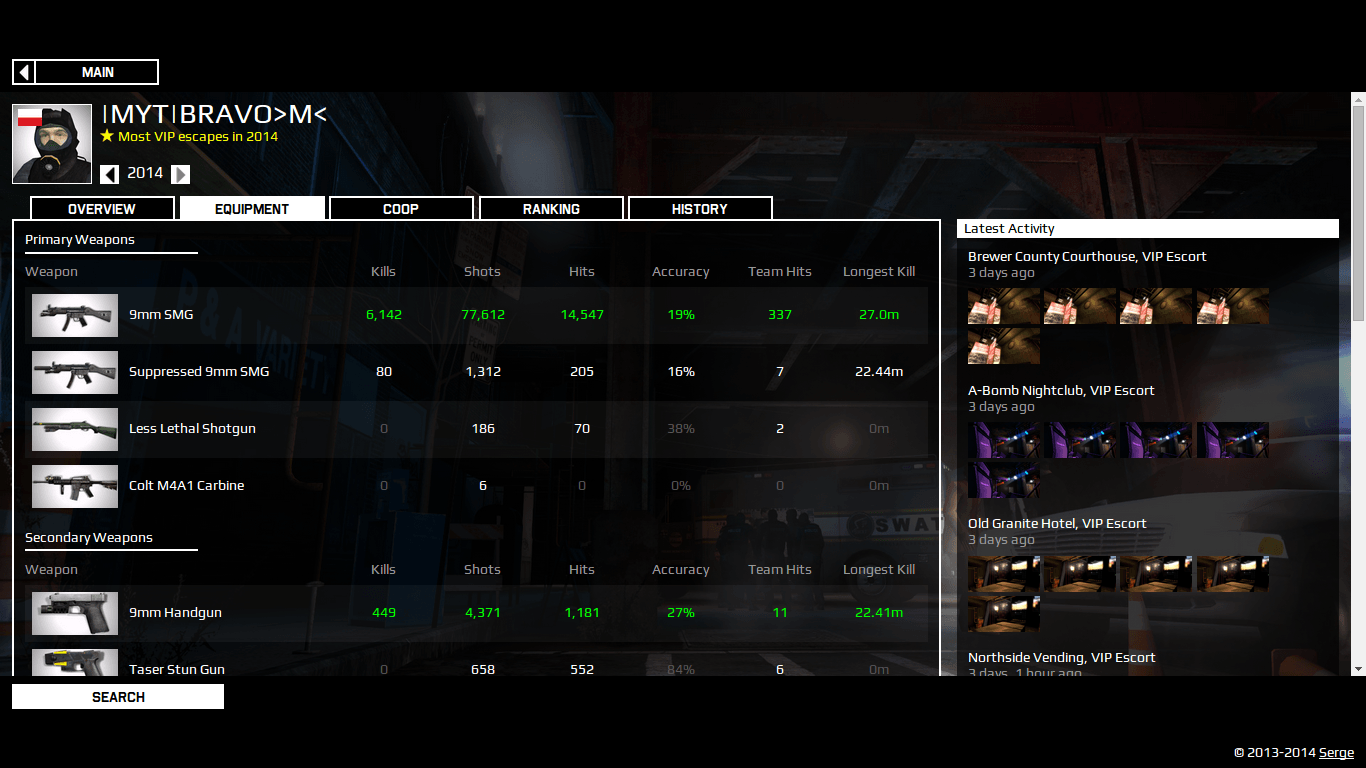 MAIN
|MYT|BRAVO>M<
Most VIP escapes in 2014
2014
OVERVIEW EQUIPMENT COOP RANKING HISTORY
Primary Weapons
Weapon Kills Shots Hits Accuracy Team Hits Longest Kill
9mm SMG 6,142 77,612 14,547 19% 337 27.0m
Suppressed 9mm SMG 80 1,312 205 16% 7 22.44m
Less Lethal Shotgun 0 186 70 38% 2 0m
Colt M4A1 Carbine 0 6 0 0% 0 0m
Secondary Weapons
Weapon Kills Shots Hits Accuracy Team Hits Longest Kill
9mm Handgun 449 4,371 1,181 27% 11 22.41m
Taser Stun Gun 0 658 552 84% 6 0m
Latest Activity
Brewer County Courthouse, VIP Escort
3 days ago
A-Bomb Nightclub, VIP Escort
3 days ago
Old Granite Hotel, VIP Escort
3 days ago
Northside Vending, VIP Escort
3 days, 1 hour ago
SWAT
SEARCH
© 2013-2014 Serge